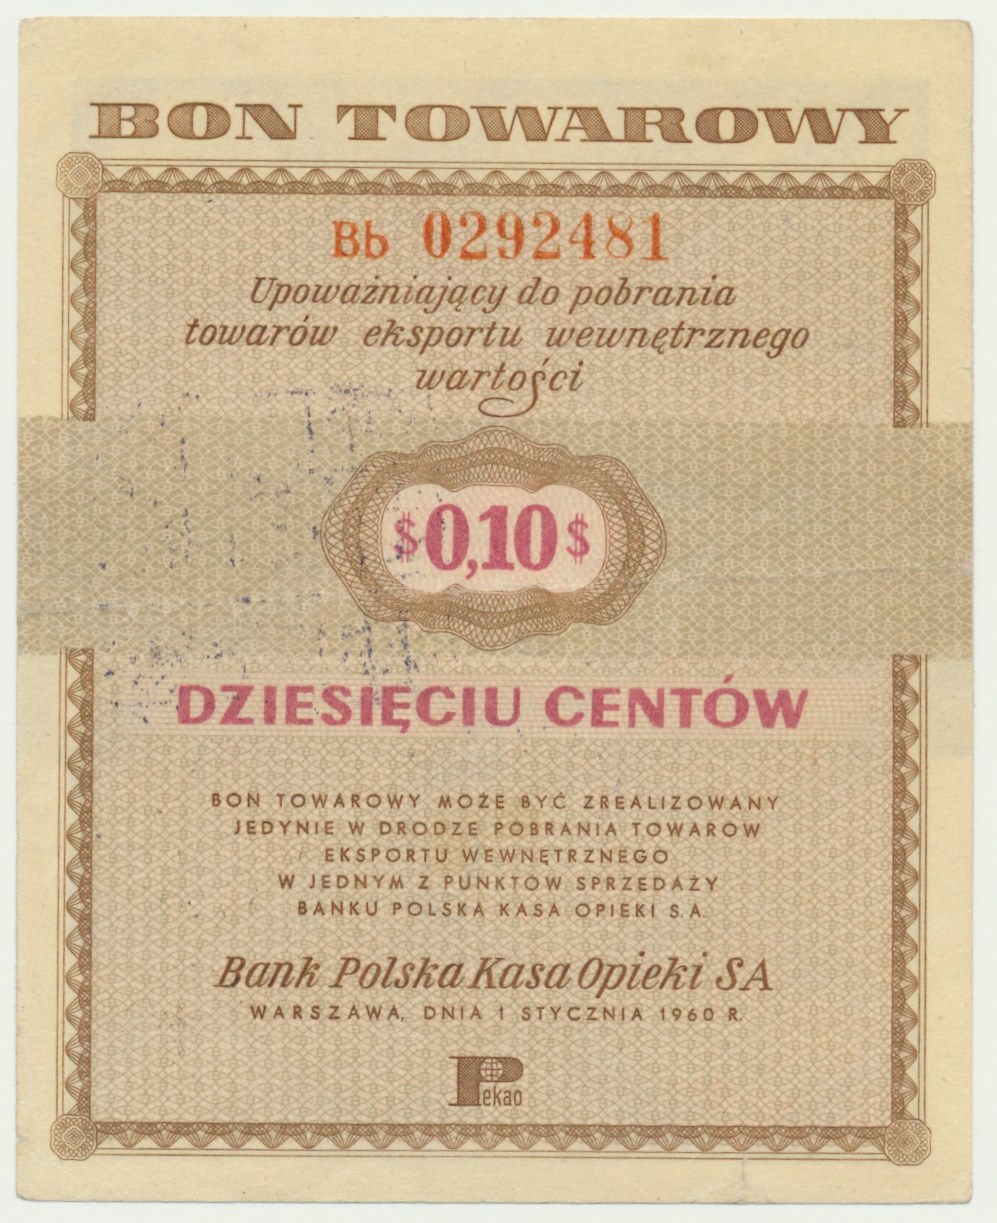 BON TOWAROWY
Bb 0292481
Upoważniający do pobrania
towarów eksportu wewnętrznego
wartości
$0,10$
DZIESIĘCIU CENTÓW
BON TOWAROWY MOŻE BYĆ ZREALIZOWANY
JEDYNIE W DRODZE POBRANIA TOWARÓW
EKSPORTU WEWNĘTRZNEGO
W JEDNYM Z PUNKTÓW SPRZEDAŻY
BANKU POLSKA KASA OPIEKI S.A.
Bank Polska Kasa Opieki SA
WARSZAWA, DNIA 1 STYCZNIA 1960 R.
Pekao